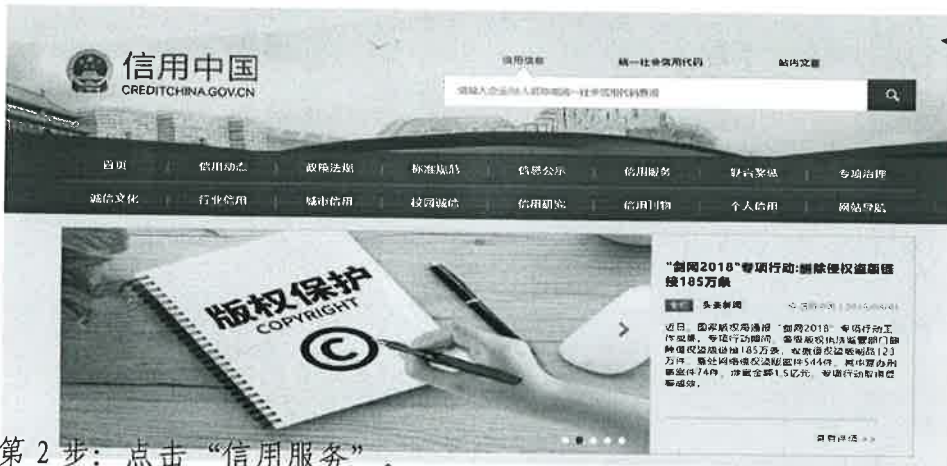 信用中国
CREDITCHINA.GOV.CN
信用信息 统一社会信用代码 站内文章
首页 信用动态 政策法规 标准规范 信息公示 信用服务 联合奖惩 专项治理
诚信文化 行业信用 城市信用 校园诚信 信用研究 信用刊物 个人信用 网站导航
版权保护
COPYRIGHT
©
"剑网2018"专项行动:删除侵权盗版链
接185万条
头条新闻
近日，国家版权局通报"剑网2018"专项行动工
作成果，专项行动期间，各级版权执法监管部门删
除侵权盗版链接185万条，收缴侵权盗版制品123
万件，查处网络侵权盗版案件544件，其中查办刑
事案件74件、涉案金额1.5亿元，专项行动取得显
著成效。
查看详情 >>
第 2 步：点击"信用服务"。